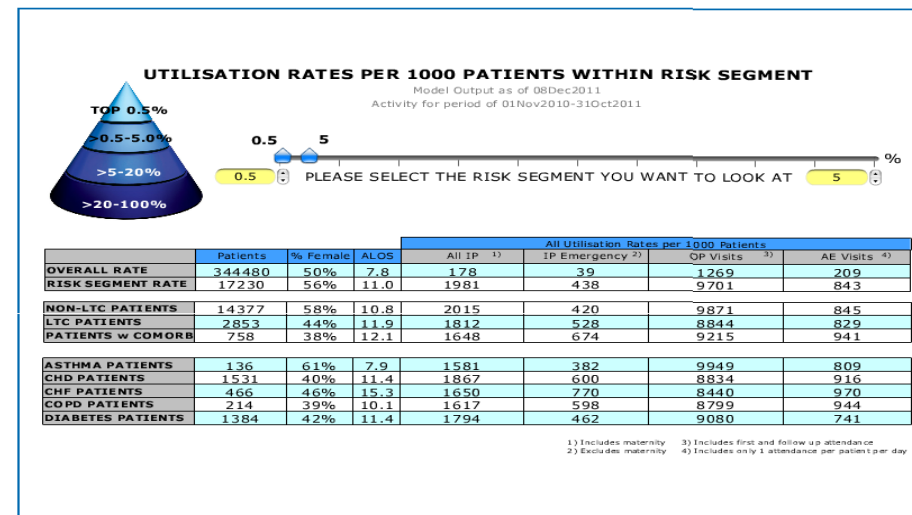 UTILISATION RATES PER 1000 PATIENTS WITHIN RISK SEGMENT
Model Output as of 08Dec2011
Activity for period of 01Nov2010-31Oct2011
TOP 0.5%
>0.5-5.0%
>5-20%
>20-100%
0.5 5
%
0.5 PLEASE SELECT THE RISK SEGMENT YOU WANT TO LOOK AT 5
All Utilisation Rates per 1000 Patients
Patients % Female ALOS All IP 1) IP Emergency 2) OP Visits 3) AE Visits 4)
OVERALL RATE 344480 50% 7.8 178 39 1269 209
RISK SEGMENT RATE 17230 56% 11.0 1981 438 9701 843
NON-LTC PATIENTS 14377 58% 10.8 2015 420 9871 845
LTC PATIENTS 2853 44% 11.9 1812 528 8844 829
PATIENTS w COMORB 758 38% 12.1 1648 674 9215 941
ASTHMA PATIENTS 136 61% 7.9 1581 382 9949 809
CHD PATIENTS 1531 40% 11.4 1867 600 8834 916
CHF PATIENTS 466 46% 15.3 1650 770 8440 970
COPD PATIENTS 214 39% 10.1 1617 598 8799 944
DIABETES PATIENTS 1384 42% 11.4 1794 462 9080 741
1) Includes maternity 3) Includes first and follow up attendance
2) Excludes maternity 4) Includes only 1 attendance per patient per day